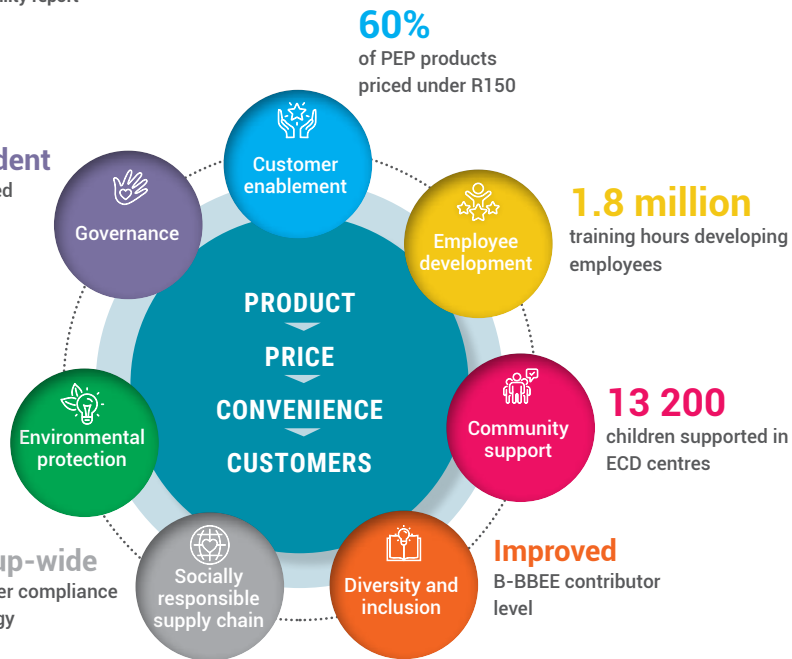 report
60%
of PEP products
priced under R150
Customer
enablement
Governance
1.8 million
training hours developing
employees
Employee
development
PRODUCT
PRICE
CONVENIENCE
CUSTOMERS
13 200
children supported in
ECD centres
Community
support
Environmental
protection
compliance
Socially
responsible
supply chain
Improved
B-BBEE contributor
level
Diversity and
inclusion